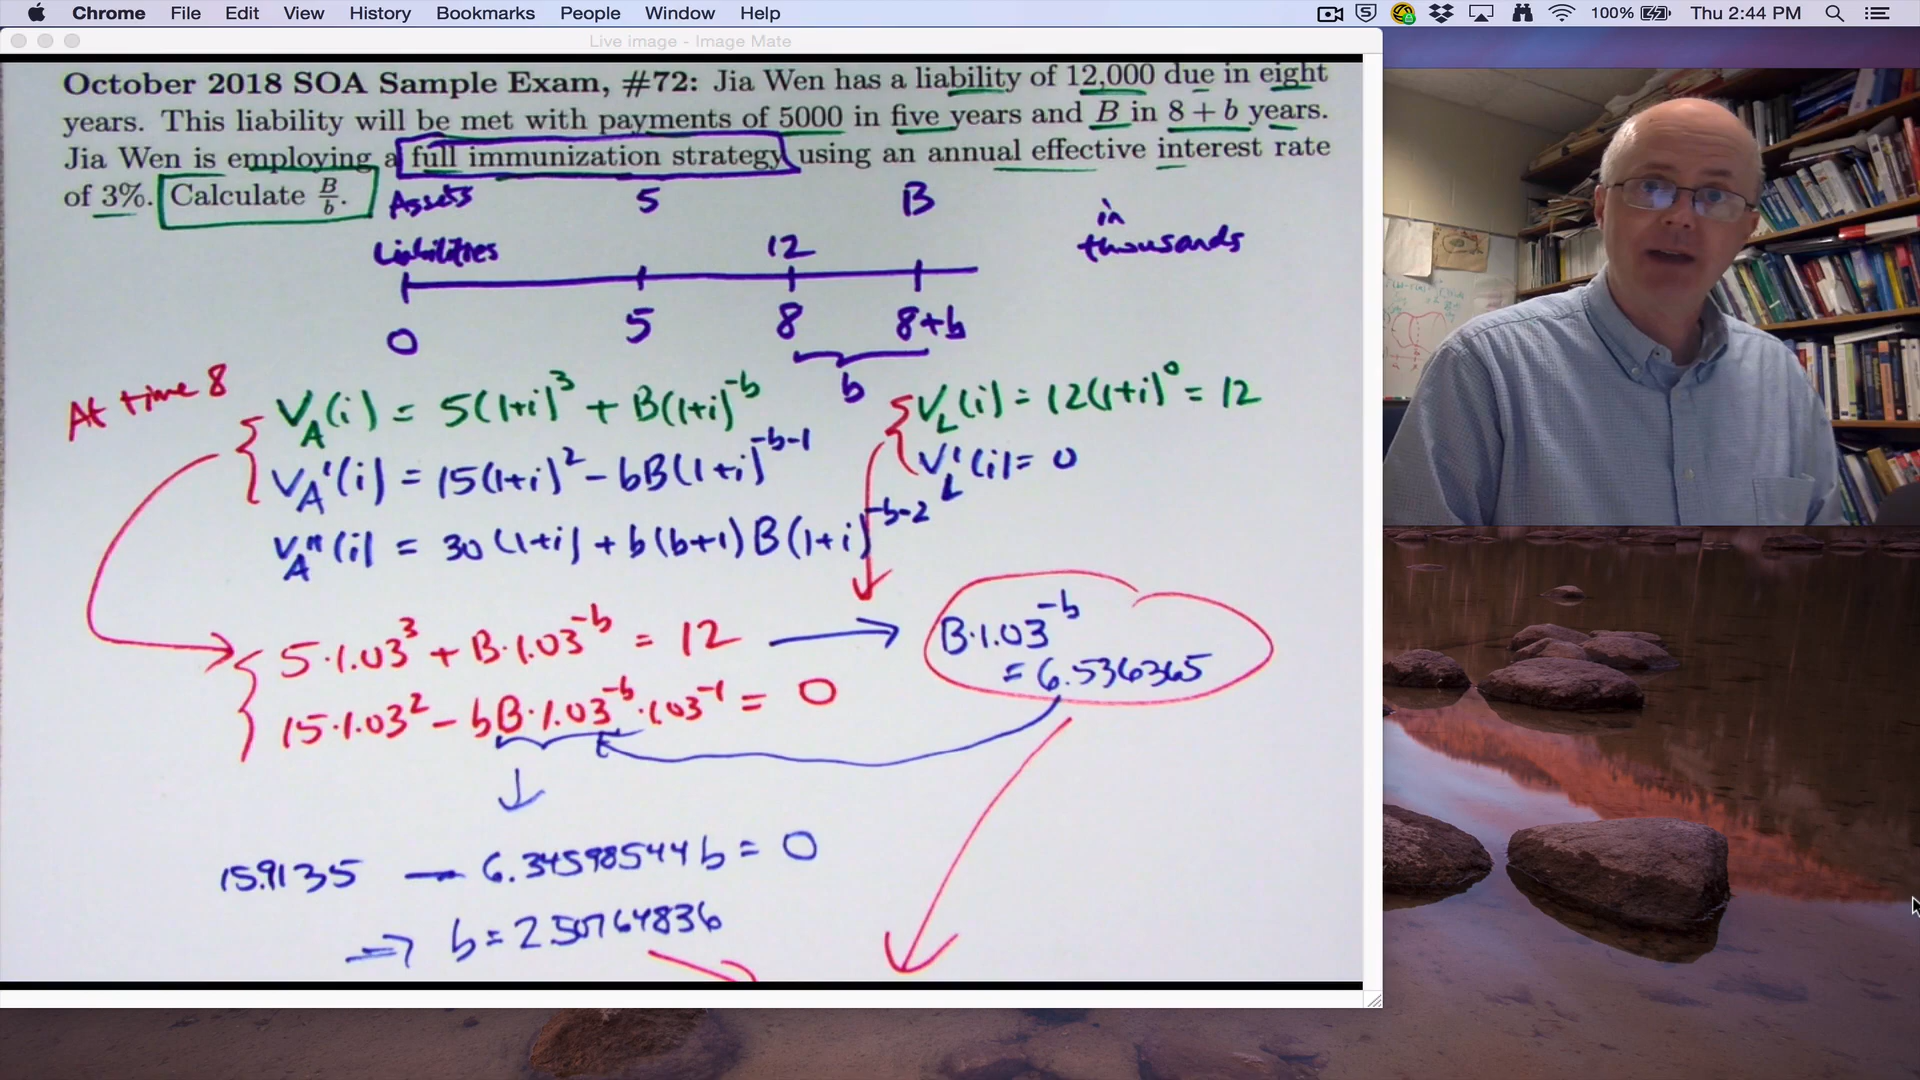 Chrome File Edit View History Bookmarks People Window Help 100% Thu 2:44 PM
Live image - Image Mate
October 2018 SOA Sample Exam, #72: Jia Wen has a liability of 12,000 due in eight
years. This liability will be met with payments of 5000 in five years and B in 8 + b years.
Jia Wen is employing a full immunization strategy using an annual effective interest rate
of 3%. Calculate B/b.
Assets 5 B in thousands
Liabilities 12
0 5 8 8+b
b
At time 8
V_A(i) = 5(1+i)^3 + B(1+i)^-b V_L(i) = 12(1+i)^0 = 12
V_A'(i) = 15(1+i)^2 - bB(1+i)^-b-1 V_L'(i) = 0
V_A"(i) = 30(1+i) + b(b+1)B(1+i)^-b-2
5·1.03^3 + B·1.03^-b = 12 → B·1.03^-b
= 6.536365
15·1.03^2 - bB·1.03^-b·1.03^-1 = 0
15.9135 - 6.34598544b = 0
⇒ b = 2.50764836